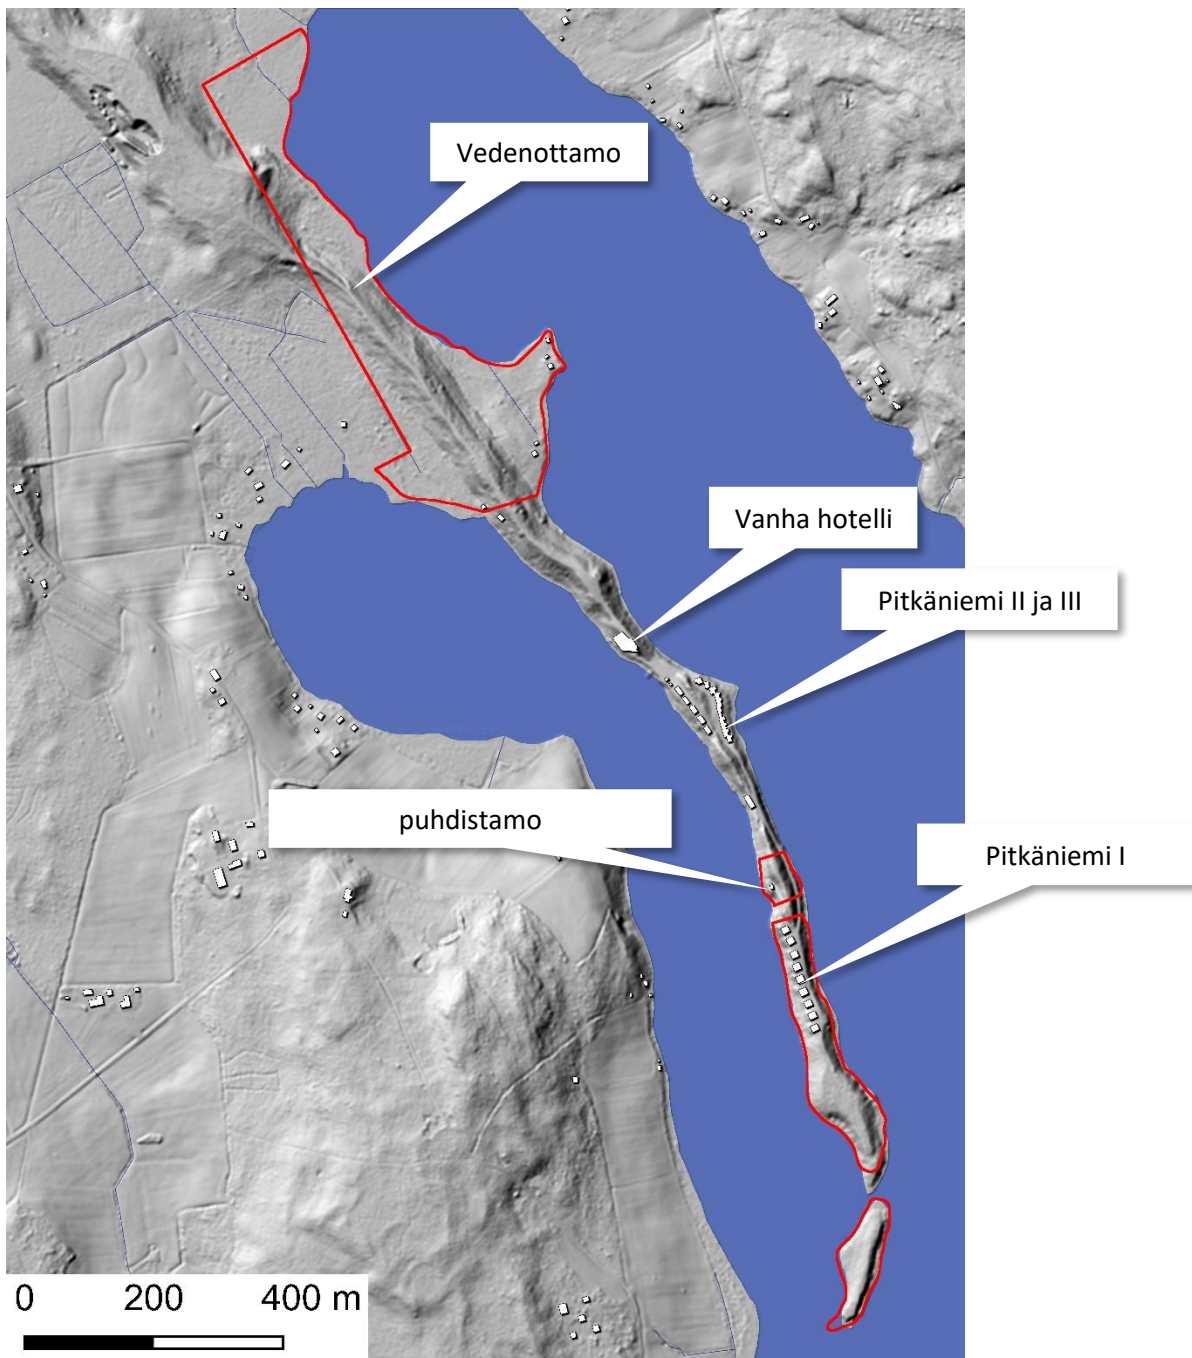 Vedenottamo
Vanha hotelli
Pitkäniemi II ja III
puhdistamo
Pitkäniemi I
0 200 400 m